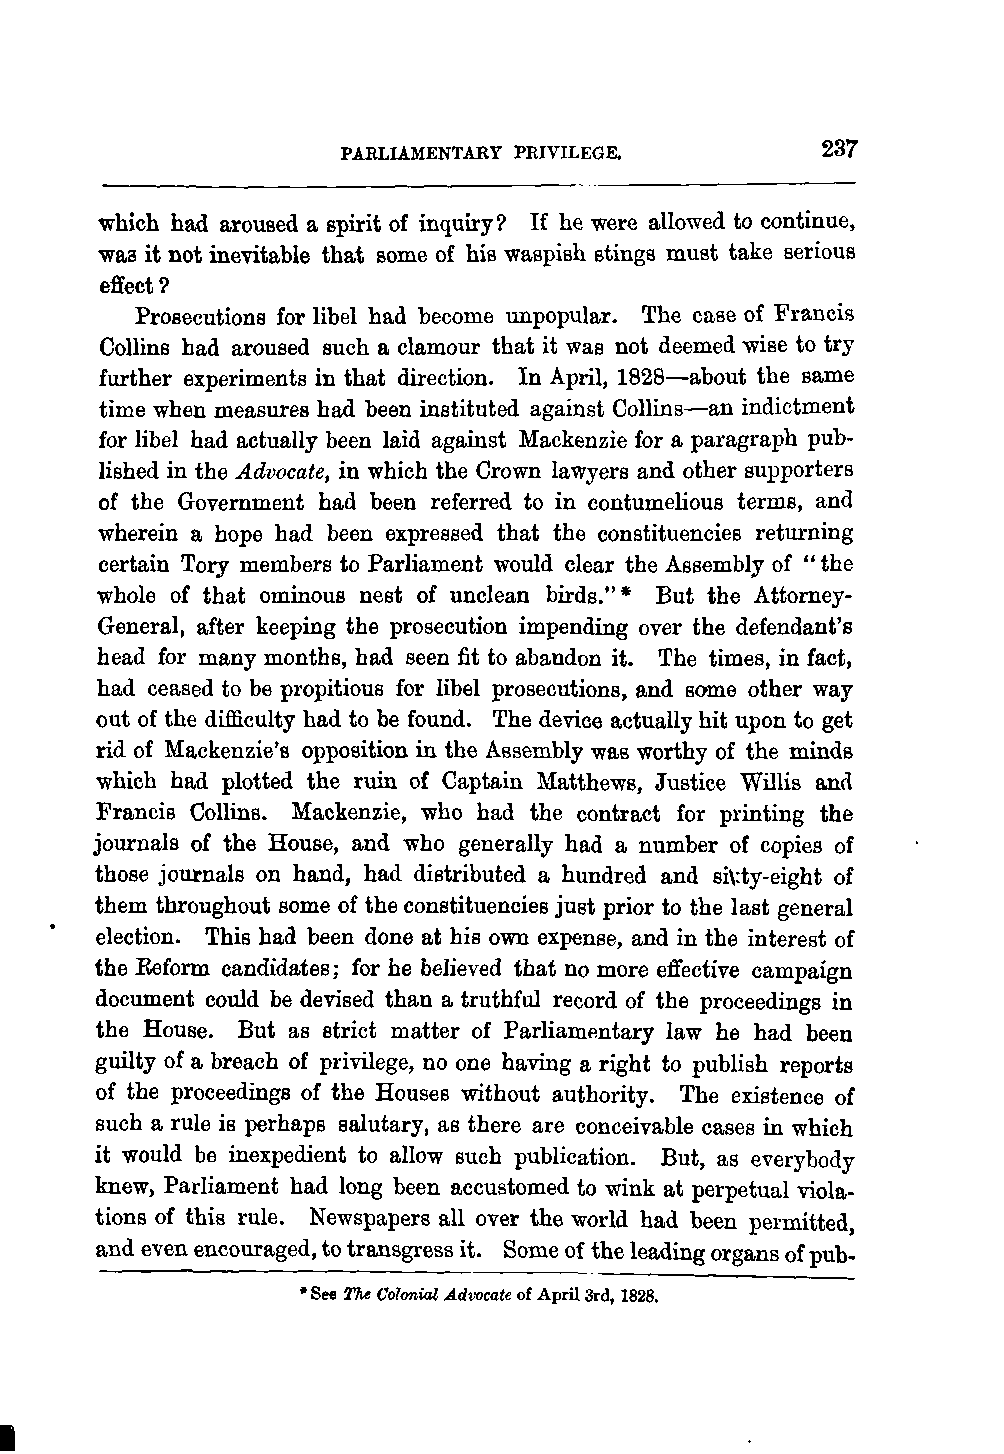 PARLIAMENTARY PRIVILEGE. 237
which had aroused a spirit of inquiry? If he were allowed to continue,
was it not inevitable that some of his waspish stings must take serious
effect?
Prosecutions for libel had become unpopular. The case of Francis
Collins had aroused such a clamour that it was not deemed wise to try
further experiments in that direction. In April, 1828—about the same
time when measures had been instituted against Collins—an indictment
for libel had actually been laid against Mackenzie for a paragraph pub-
lished in the Advocate, in which the Crown lawyers and other supporters
of the Government had been referred to in contumelious terms, and
wherein a hope had been expressed that the constituencies returning
certain Tory members to Parliament would clear the Assembly of "the
whole of that ominous nest of unclean birds."* But the Attorney-
General, after keeping the prosecution impending over the defendant's
head for many months, had seen fit to abandon it. The times, in fact,
had ceased to be propitious for libel prosecutions, and some other way
out of the difficulty had to be found. The device actually hit upon to get
rid of Mackenzie's opposition in the Assembly was worthy of the minds
which had plotted the ruin of Captain Matthews, Justice Willis and
Francis Collins. Mackenzie, who had the contract for printing the
journals of the House, and who generally had a number of copies of
those journals on hand, had distributed a hundred and sixty-eight of
them throughout some of the constituencies just prior to the last general
election. This had been done at his own expense, and in the interest of
the Reform candidates; for he believed that no more effective campaign
document could be devised than a truthful record of the proceedings in
the House. But as strict matter of Parliamentary law he had been
guilty of a breach of privilege, no one having a right to publish reports
of the proceedings of the Houses without authority. The existence of
such a rule is perhaps salutary, as there are conceivable cases in which
it would be inexpedient to allow such publication. But, as everybody
knew, Parliament had long been accustomed to wink at perpetual viola-
tions of this rule. Newspapers all over the world had been permitted,
and even encouraged, to transgress it. Some of the leading organs of pub-
*See The Colonial Advocate of April 3rd, 1828.